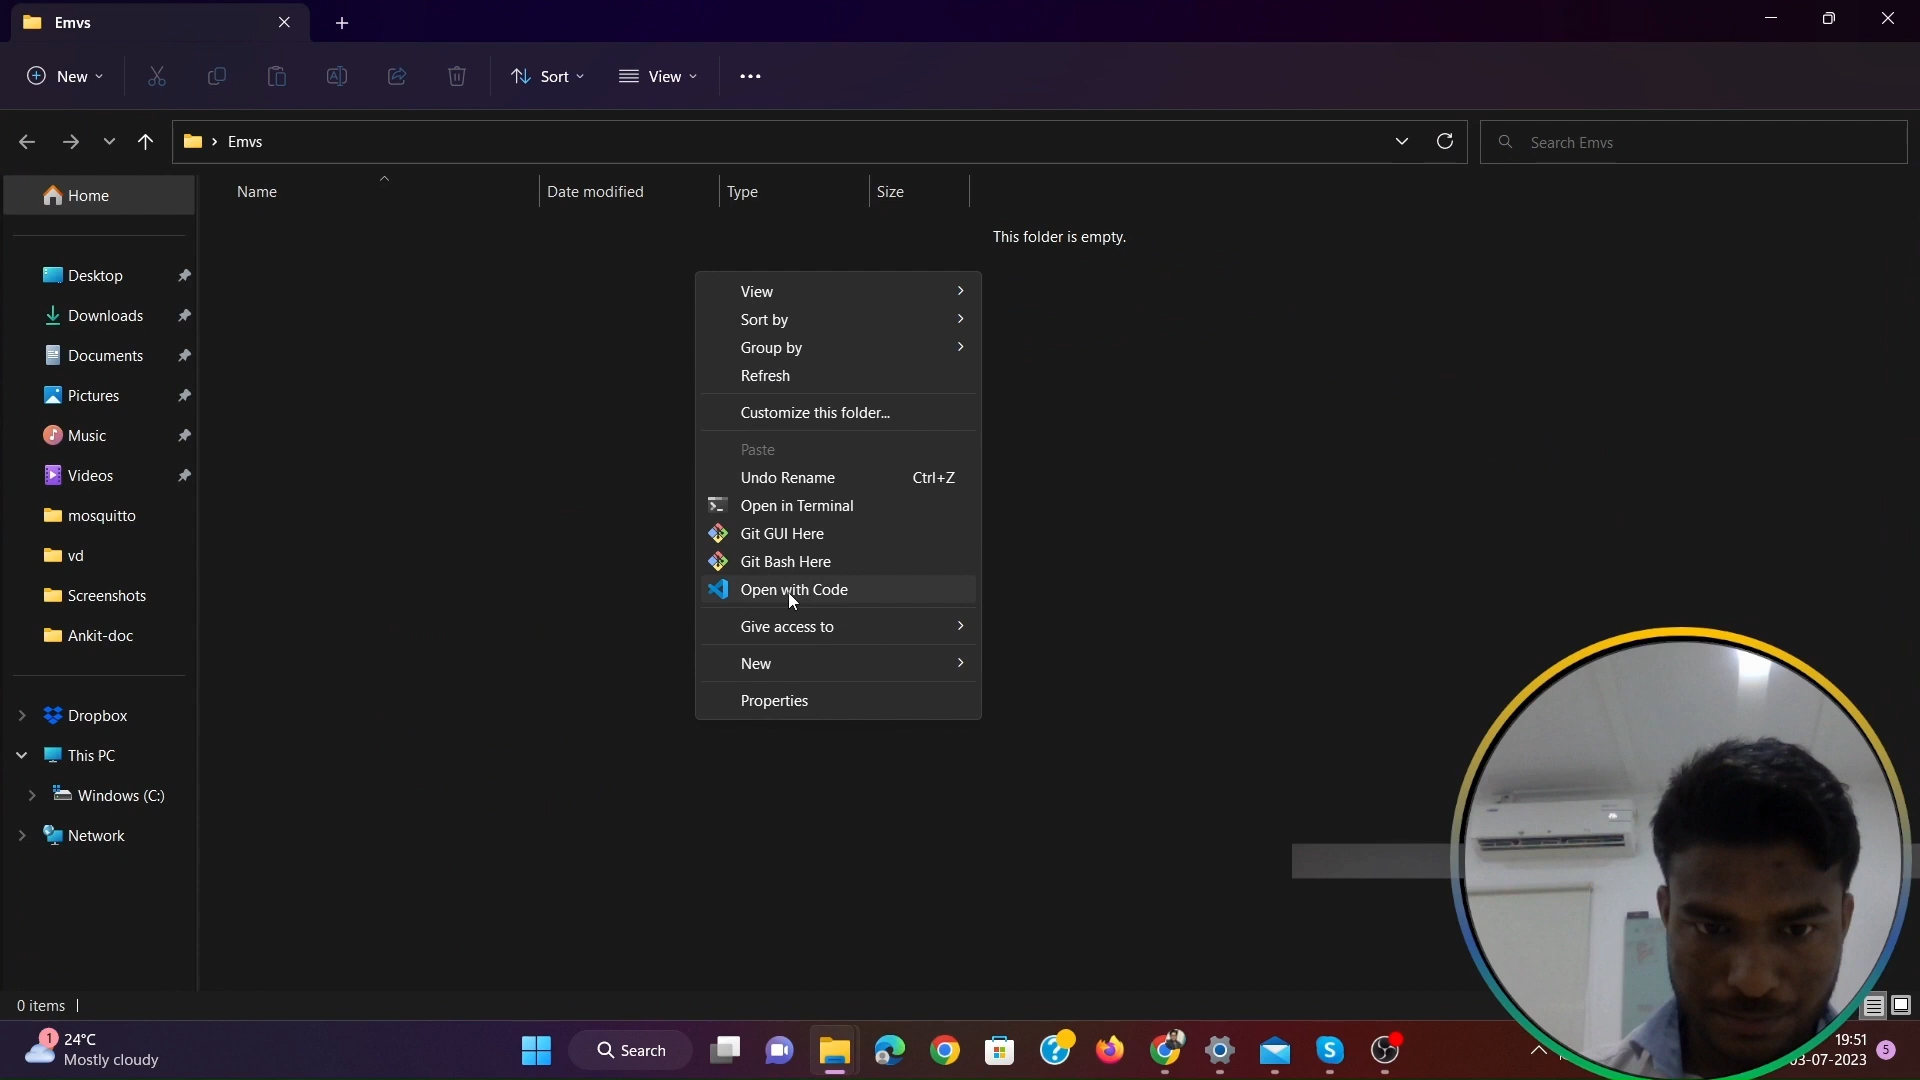 Emvs
New
Sort
View
Emvs
Search Emvs
Name
Date modified
Type
Size
This folder is empty.
Home
Desktop
Downloads
Documents
Pictures
Music
Videos
mosquitto
vd
Screenshots
Ankit-doc
Dropbox
This PC
Windows (C:)
Network
View
Sort by
Group by
Refresh
Customize this folder...
Paste
Undo Rename Ctrl+Z
Open in Terminal
Git GUI Here
Git Bash Here
Open with Code
Give access to
New
Properties
0 items
1
24°C
Mostly cloudy
Search
19:51
03-07-2023
5